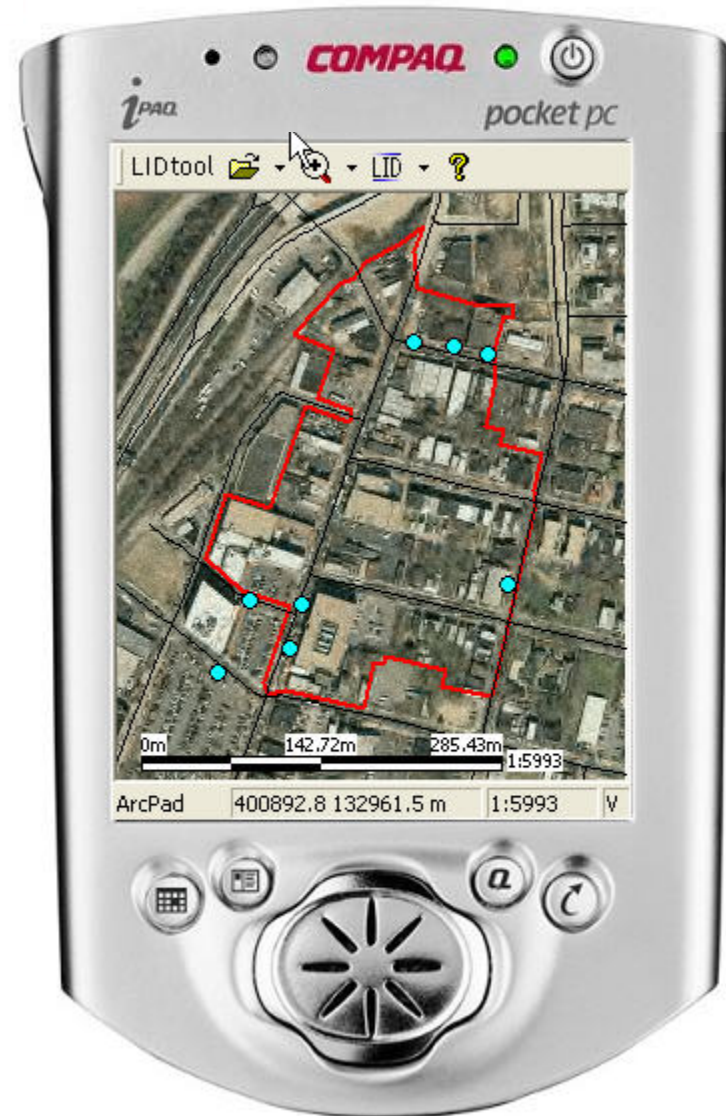 COMPAQ
iPAQ
pocket pc
LIDtool LID ?
0m 142.72m 285.43m
1:5993
ArcPad 400892.8 132961.5 m 1:5993 V
Q